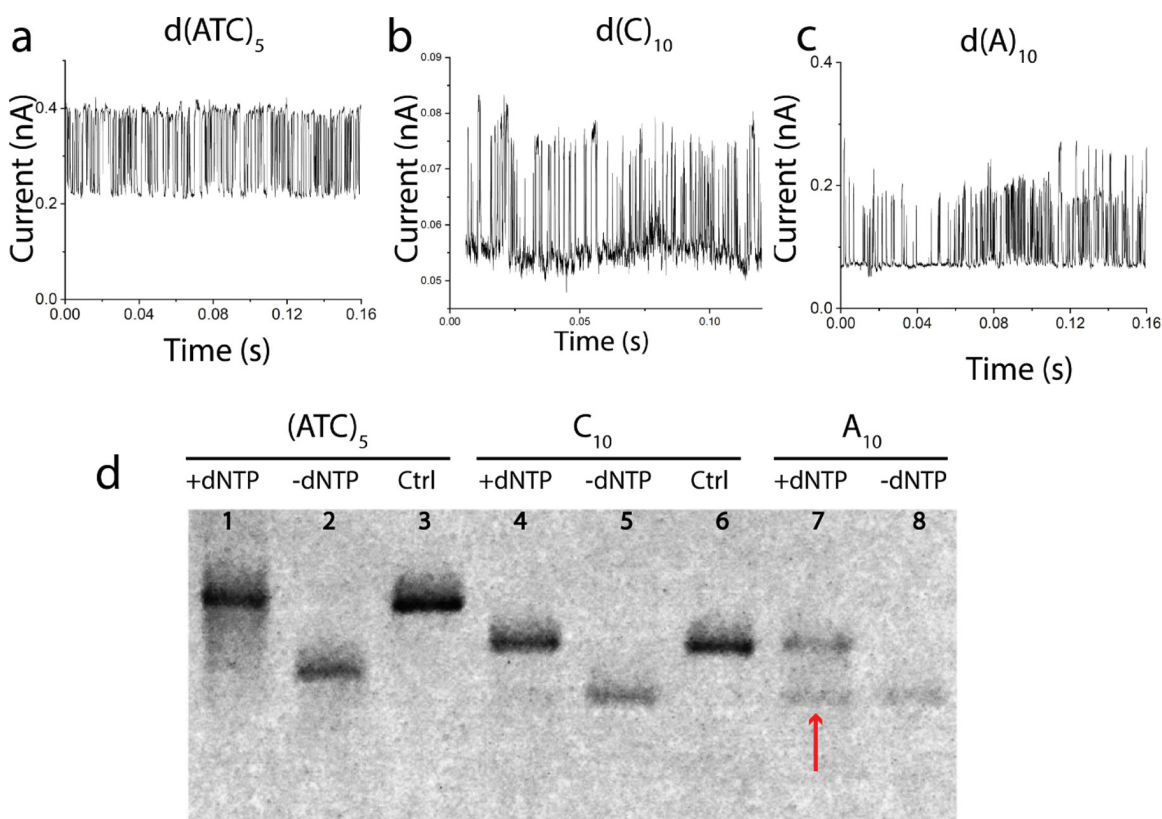 a
d(ATC)5
Current (nA)
0.4
0.2
0.0
0.00 0.04 0.08 0.12 0.16
Time (s)
b
d(C)10
Current (nA)
0.09
0.08
0.07
0.06
0.05
0.00 0.05 0.10
Time (s)
c
d(A)10
Current (nA)
0.4
0.2
0.0
0.00 0.04 0.08 0.12 0.16
Time (s)
d
(ATC)5 C10 A10
+dNTP -dNTP Ctrl +dNTP -dNTP Ctrl +dNTP -dNTP
1 2 3 4 5 6 7 8